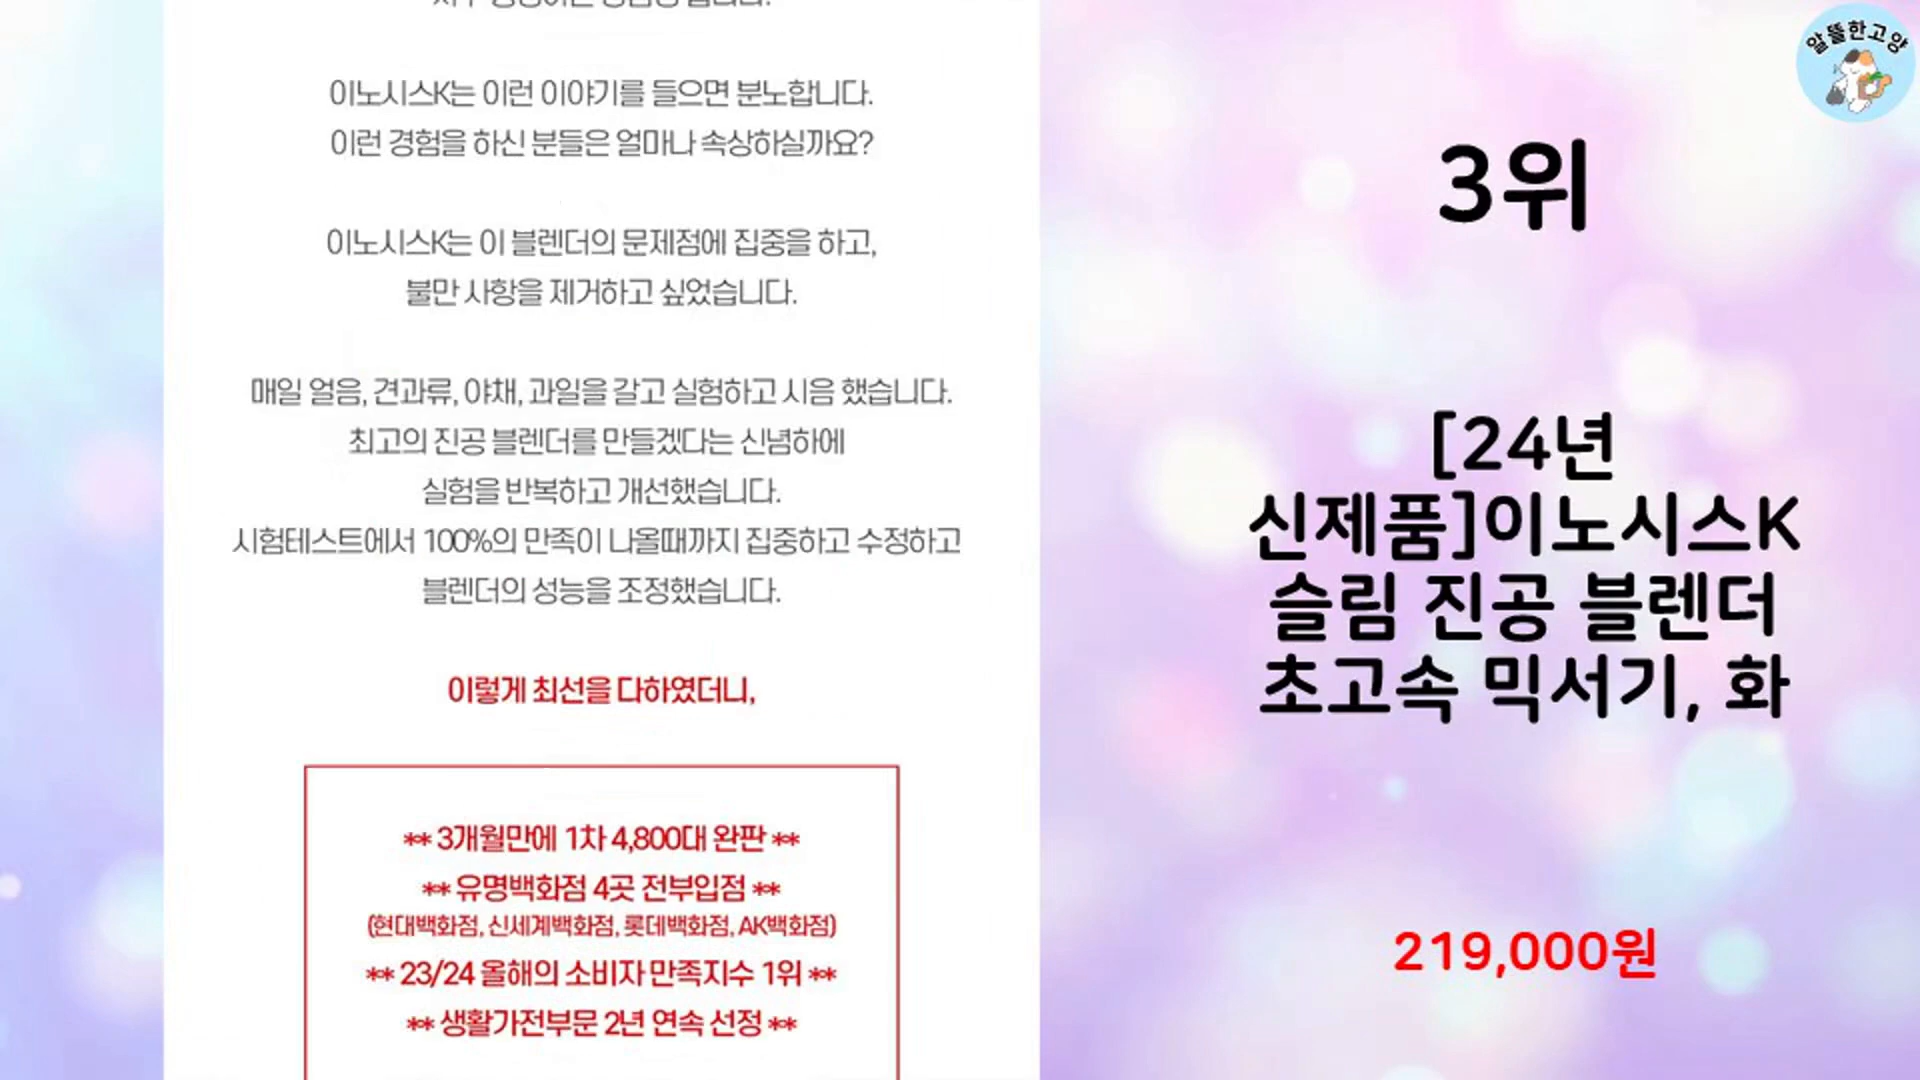 이노시스K는 이런 이야기를 들으면 분노합니다.
이런 경험을 하신 분들은 얼마나 속상하실까요?
이노시스K는 이 블렌더의 문제점에 집중을 하고,
불만 사항을 제거하고 싶었습니다.
매일 얼음, 견과류, 야채, 과일을 갈고 실험하고 시음 했습니다.
최고의 진공 블렌더를 만들겠다는 신념하에
실험을 반복하고 개선했습니다.
시험테스트에서 100%의 만족이 나올때까지 집중하고 수정하고
블렌더의 성능을 조정했습니다.
이렇게 최선을 다하였더니,
** 3개월만에 1차 4,800대 완판 **
** 유명백화점 4곳 전부입점 **
(현대백화점, 신세계백화점, 롯데백화점, AK백화점)
** 23/24 올해의 소비자 만족지수 1위 **
** 생활가전부문 2년 연속 선정 **
알뜰한고양
3위
[24년
신제품]이노시스K
슬림 진공 블렌더
초고속 믹서기, 화
219,000원